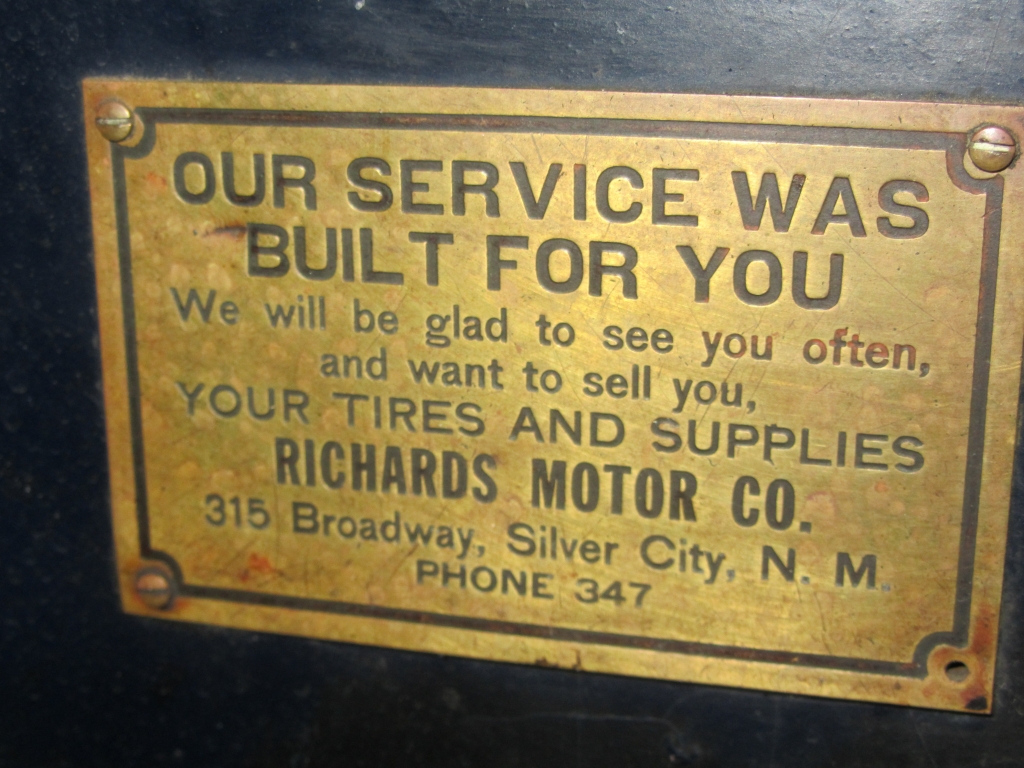 OUR SERVICE WAS
BUILT FOR YOU
We will be glad to see you often,
and want to sell you,
YOUR TIRES AND SUPPLIES
RICHARDS MOTOR CO.
315 Broadway, Silver City, N. M.
PHONE 347